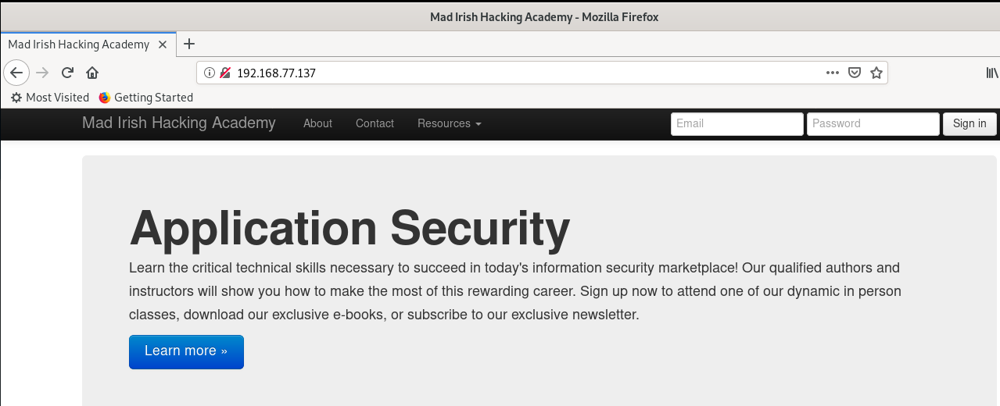 Mad Irish Hacking Academy - Mozilla Firefox
Mad Irish Hacking Academy
192.168.77.137
Most Visited Getting Started
Mad Irish Hacking Academy About Contact Resources Email Password Sign in
Application Security
Learn the critical technical skills necessary to succeed in today's information security marketplace! Our qualified authors and
instructors will show you how to make the most of this rewarding career. Sign up now to attend one of our dynamic in person
classes, download our exclusive e-books, or subscribe to our exclusive newsletter.
Learn more »